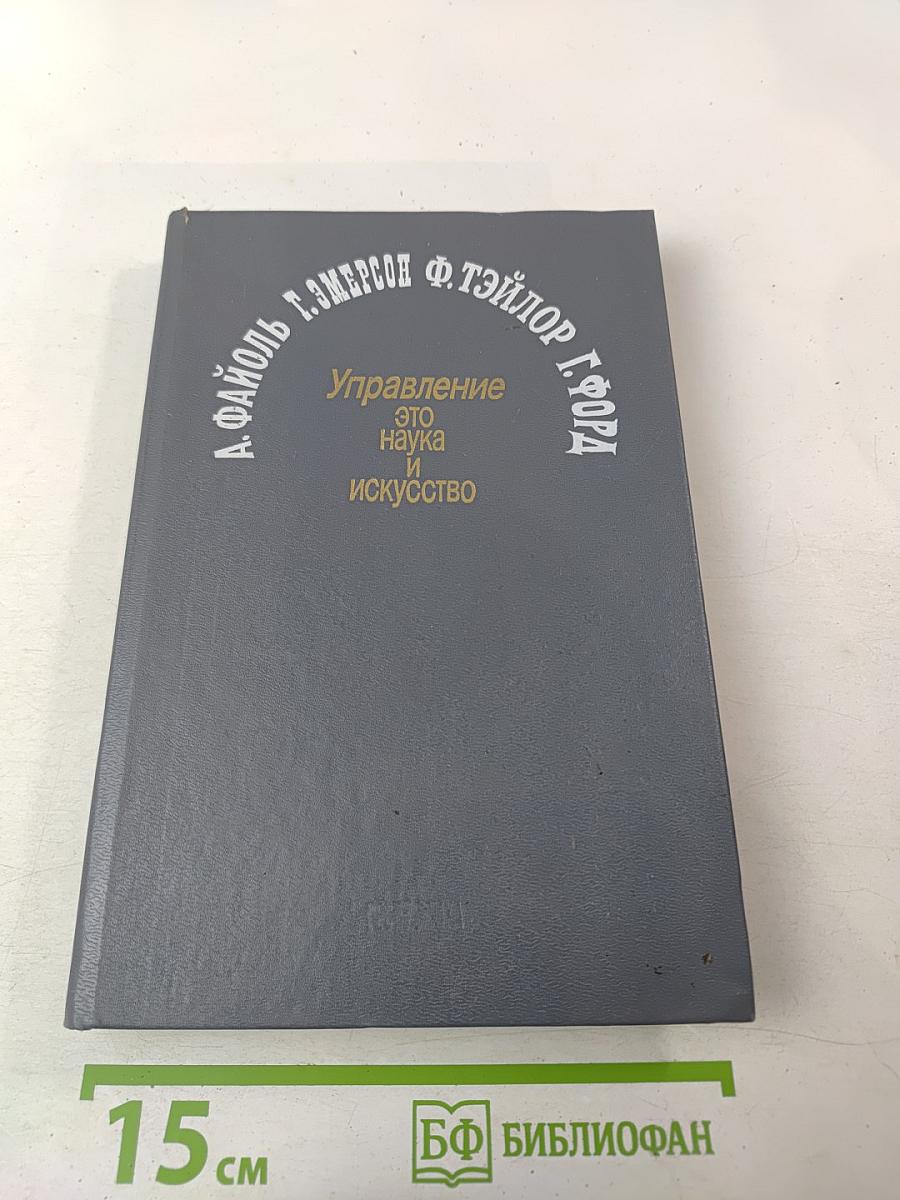 А. ФАЙОЛЬ Г. ЭМЕРСОН Ф. ТЭЙЛОР Г. ФОРД
Управление
это
наука
и
искусство
15 см
БФ БИБЛИОФАН